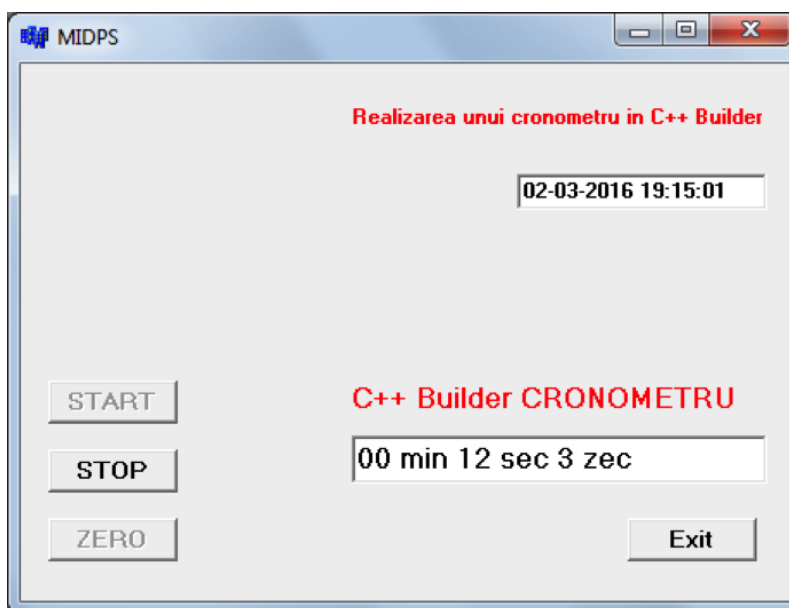 MIDPS
Realizarea unui cronometru in C++ Builder
02-03-2016 19:15:01
START
C++ Builder CRONOMETRU
STOP
00 min 12 sec 3 zec
ZERO
Exit